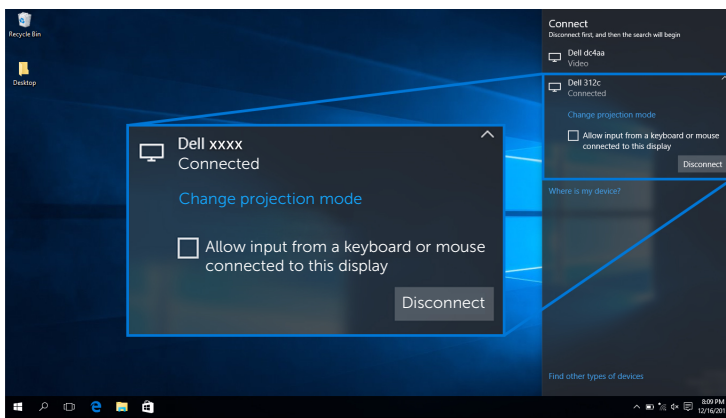 Recycle Bin
Desktop
Connect
Disconnect first, and then the search will begin
Dell dc4aa
Video
Dell 312c
Connected
Change projection mode
Allow input from a keyboard or mouse
connected to this display
Disconnect
Where is my device?
Find other types of devices
Dell xxxx
Connected
Change projection mode
Allow input from a keyboard or mouse
connected to this display
Disconnect
8:09 PM
12/16/201